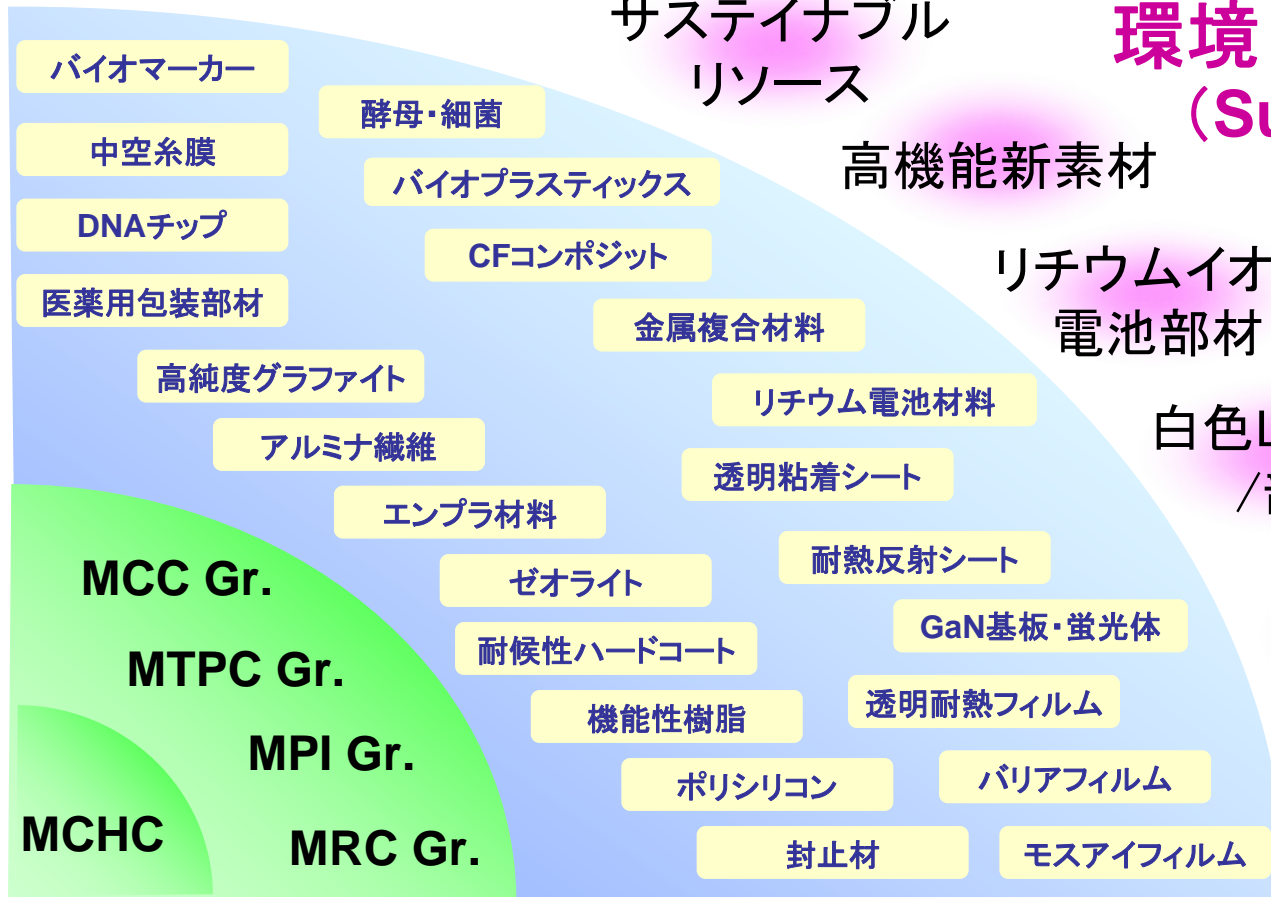 サステイナブル
リソース
環境
（Su
高機能新素材
リチウムイオ
電池部材
白色
バイオマーカー
酵母・細菌
中空糸膜
バイオプラスティックス
DNAチップ
CFコンポジット
医薬用包装部材
金属複合材料
高純度グラファイト
リチウム電池材料
アルミナ繊維
透明粘着シート
エンプラ材料
耐熱反射シート
ゼオライト
GaN基板・蛍光体
耐候性ハードコート
透明耐熱フィルム
機能性樹脂
バリアフィルム
ポリシリコン
封止材
モスアイフィルム
MCC Gr.
MTPC Gr.
MPI Gr.
MRC Gr.
MCHC